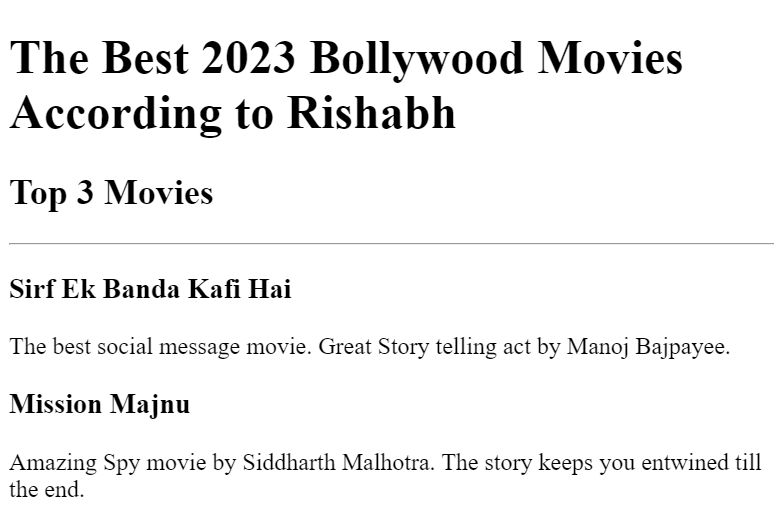 The Best 2023 Bollywood Movies
According to Rishabh
Top 3 Movies
Sirf Ek Banda Kafi Hai
The best social message movie. Great Story telling act by Manoj Bajpayee.
Mission Majnu
Amazing Spy movie by Siddharth Malhotra. The story keeps you entwined till
the end.